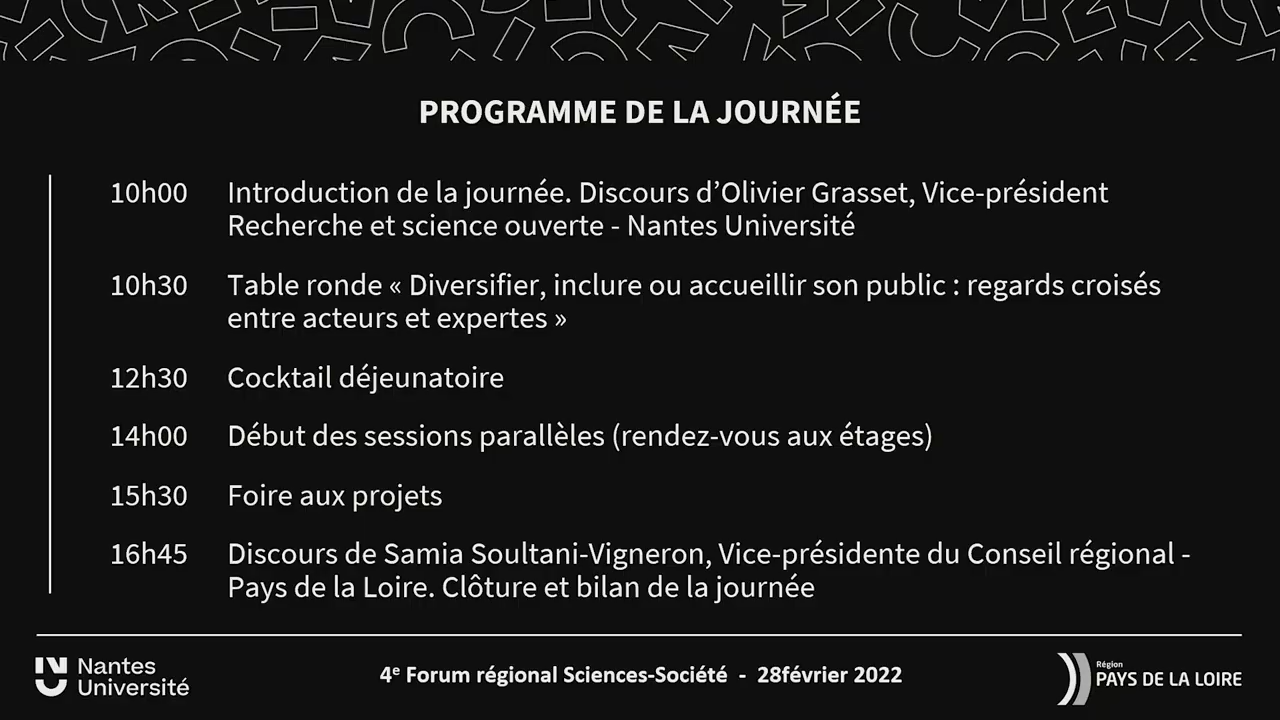 PROGRAMME DE LA JOURNÉE
10h00 Introduction de la journée. Discours d’Olivier Grasset, Vice-président
Recherche et science ouverte - Nantes Université
10h30 Table ronde « Diversifier, inclure ou accueillir son public : regards croisés
entre acteurs et expertes »
12h30 Cocktail déjeunatoire
14h00 Début des sessions parallèles (rendez-vous aux étages)
15h30 Foire aux projets
16h45 Discours de Samia Soultani-Vigneron, Vice-présidente du Conseil régional -
Pays de la Loire. Clôture et bilan de la journée
Nantes
Université
4e Forum régional Sciences-Société - 28février 2022
Région
PAYS DE LA LOIRE